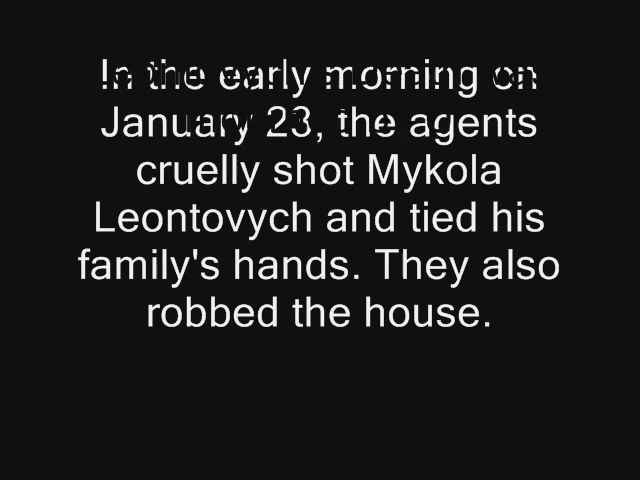 In the early morning on
January 23, the agents
cruelly shot Mykola
Leontovych and tied his
family's hands. They also
robbed the house.